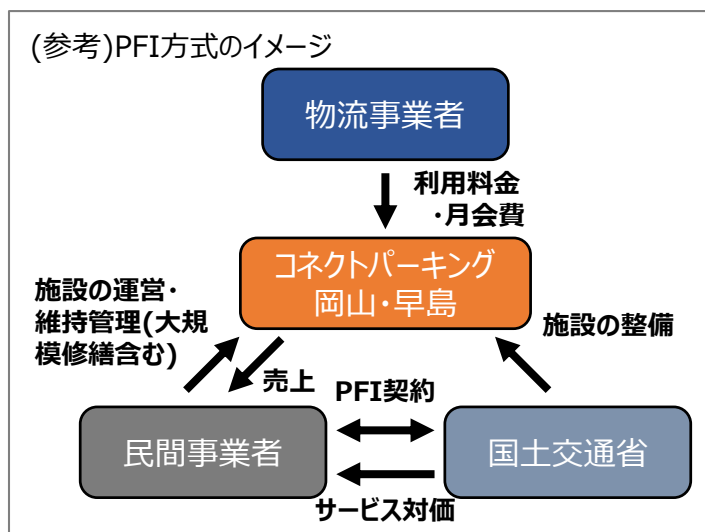 (参考)PFI方式のイメージ
物流事業者
利用料金
・月会費
コネクトパーキング
岡山・早島
施設の運営・
維持管理(大規
模修繕含む)
施設の整備
売上
PFI契約
民間事業者
国土交通省
サービス対価